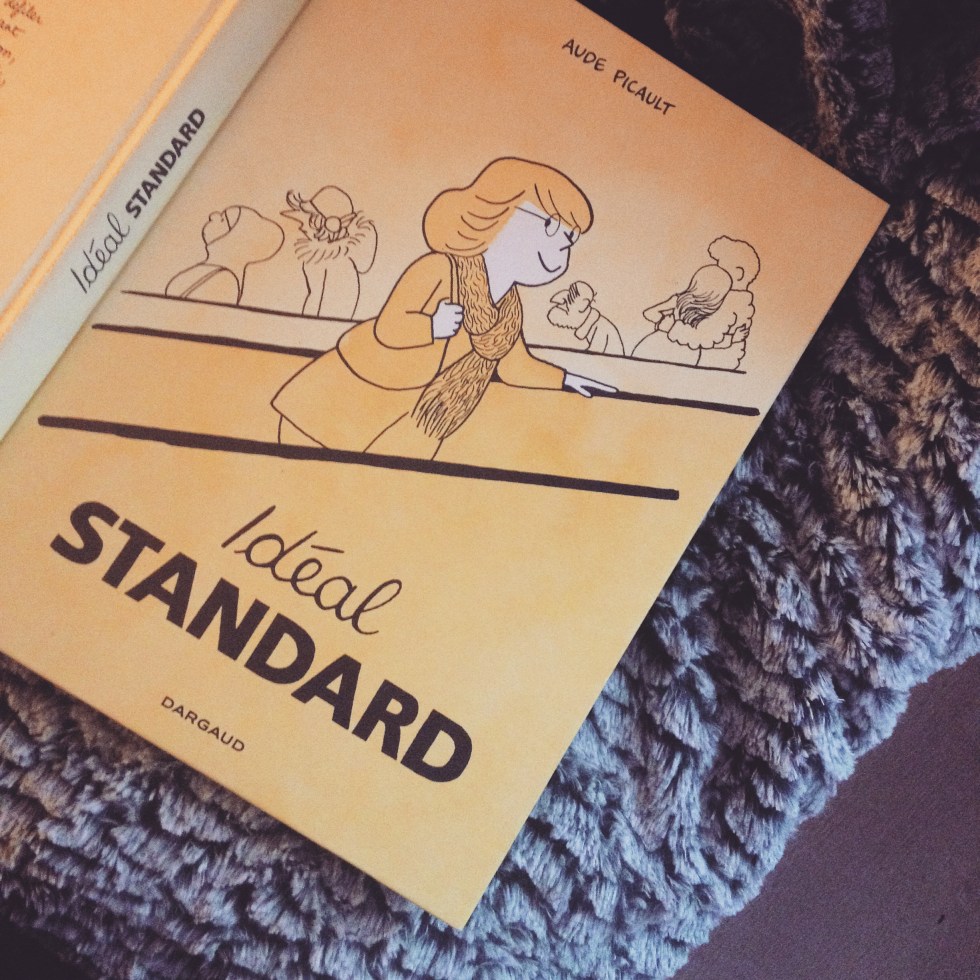 AUDE PICAULT
Idéal STANDARD
Idéal
STANDARD
DARGAUD